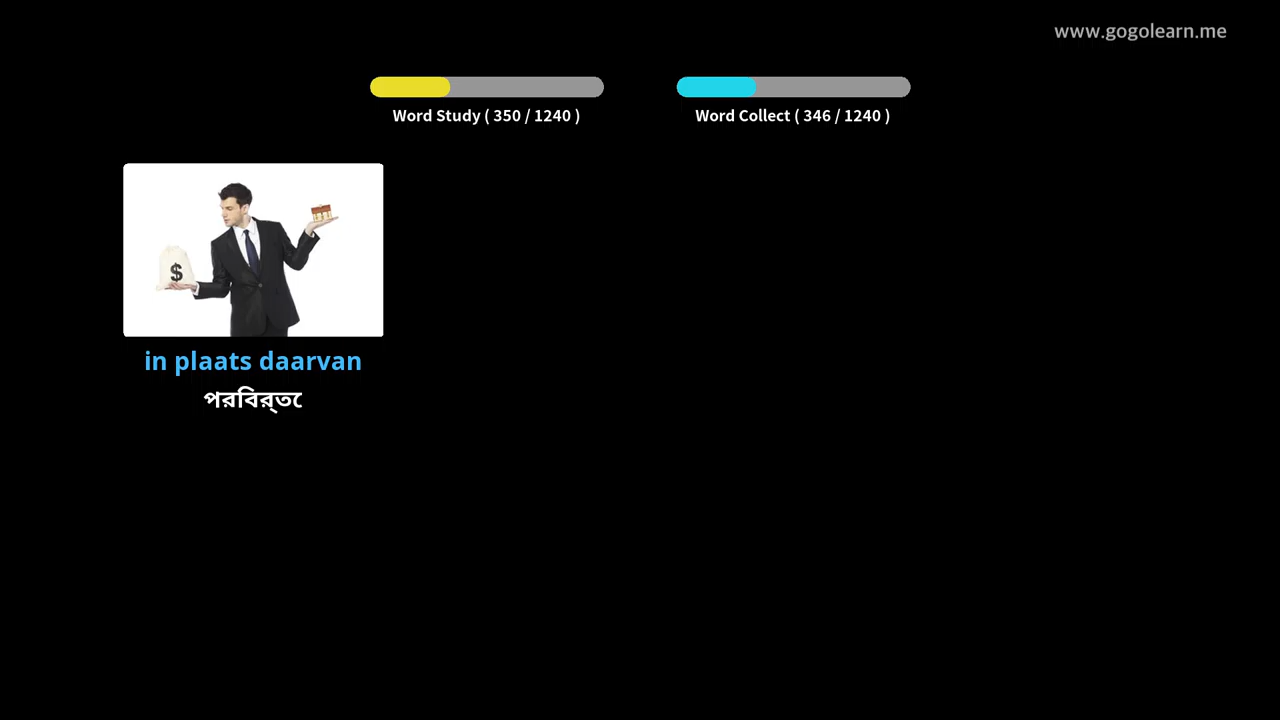 www.gogolearn.me
Word Study ( 350 / 1240 )
Word Collect ( 346 / 1240 )
$
in plaats daarvan
পরিবর্তে